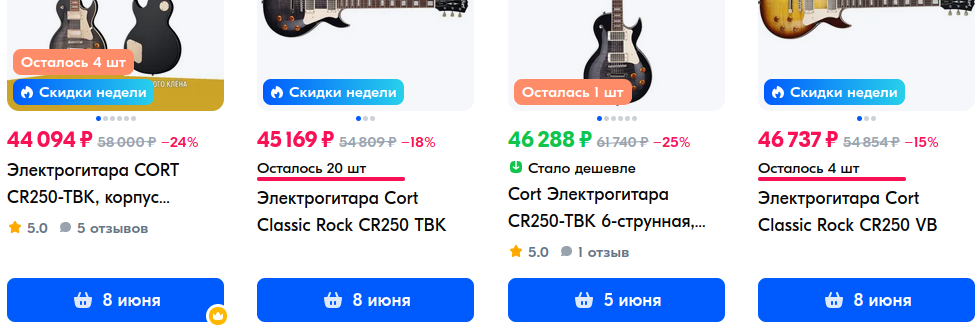 Осталось 4 шт
ОГО КЛЕНА
Скидки недели
44 094 ₽ 58 000 ₽ −24%
Электрогитара CORT
CR250-TBK, корпус...
5.0 5 отзывов
8 июня
Скидки недели
45 169 ₽ 54 809 ₽ −18%
Осталось 20 шт
Электрогитара Cort
Classic Rock CR250 TBK
8 июня
Осталась 1 шт
46 288 ₽ 61 740 ₽ −25%
Стало дешевле
Cort Электрогитара
CR250-TBK 6-струнная,...
5.0 1 отзыв
5 июня
Скидки недели
46 737 ₽ 54 854 ₽ −15%
Осталось 4 шт
Электрогитара Cort
Classic Rock CR250 VB
8 июня